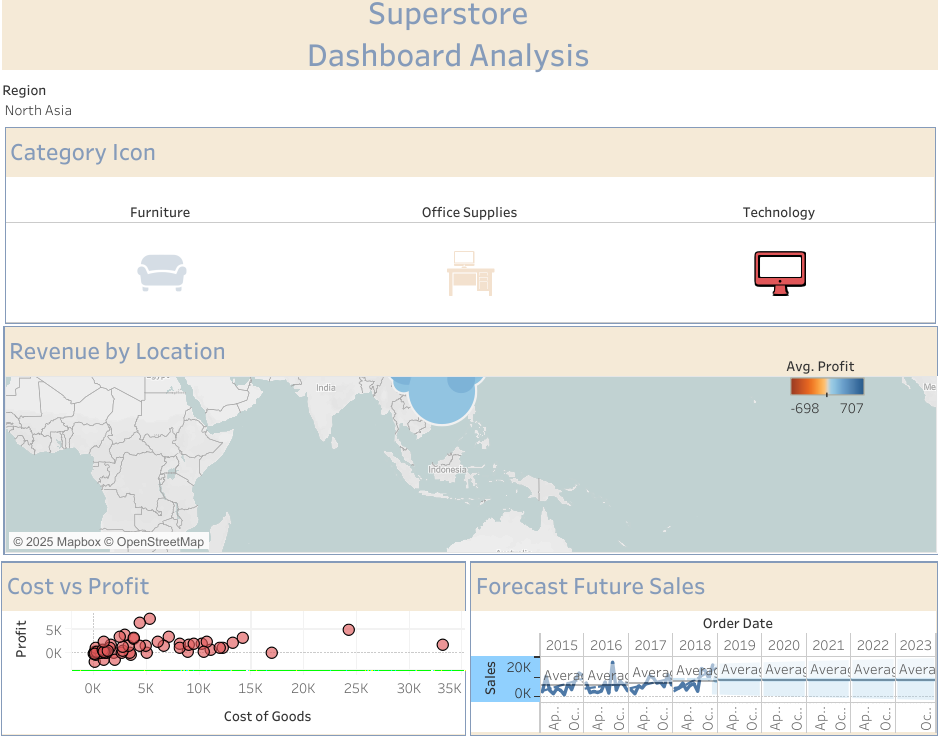 Superstore
Dashboard Analysis
Region
North Asia
Category Icon
Furniture Office Supplies Technology
Revenue by Location
Avg. Profit
-698 707
India
Me
Indonesia
© 2025 Mapbox © OpenStreetMap
Cost vs Profit
Profit
5K
0K
0K 5K 10K 15K 20K 25K 30K 35K
Cost of Goods
Forecast Future Sales
Order Date
2015 2016 2017 2018 2019 2020 2021 2022 2023
Sales
20K
0K
Averag Averag Averag Averag Averag Averag Averag Averag Averag
Ap.. Oc.. Ap.. Oc.. Ap.. Oc.. Ap.. Oc.. Ap.. Oc.. Ap.. Oc.. Ap.. Oc.. Ap.. Oc.. Oc..